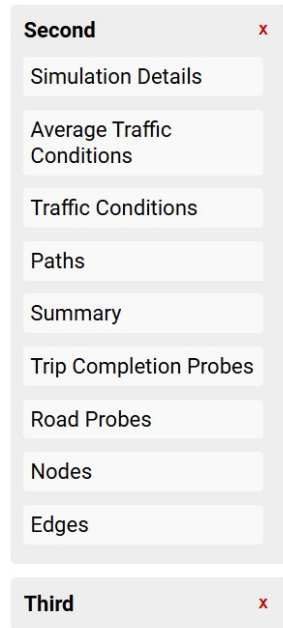 Second x
Simulation Details
Average Traffic
Conditions
Traffic Conditions
Paths
Summary
Trip Completion Probes
Road Probes
Nodes
Edges
Third x